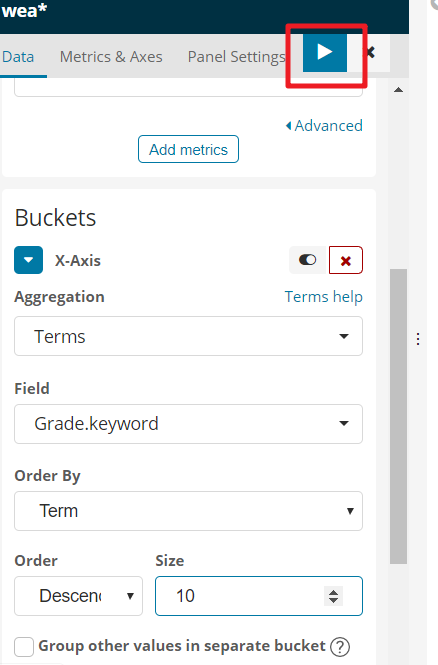 wea*
Data Metrics & Axes Panel Settings
Advanced
Add metrics
Buckets
X-Axis
Aggregation Terms help
Terms
Field
Grade.keyword
Order By
Term
Order Size
Descen 10
Group other values in separate bucket ?